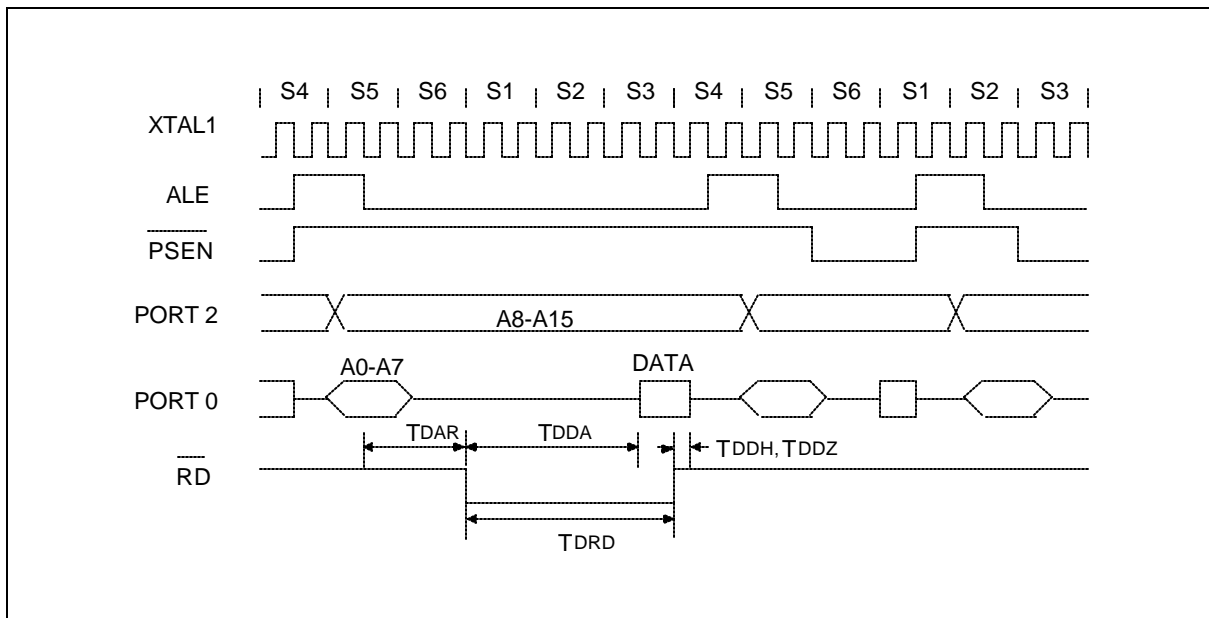 S4 S5 S6 S1 S2 S3 S4 S5 S6 S1 S2 S3
XTAL1
ALE
PSEN
PORT 2
A8-A15
A0-A7
DATA
PORT 0
TDAR
TDDA
TDDH, TDDZ
RD
TDRD